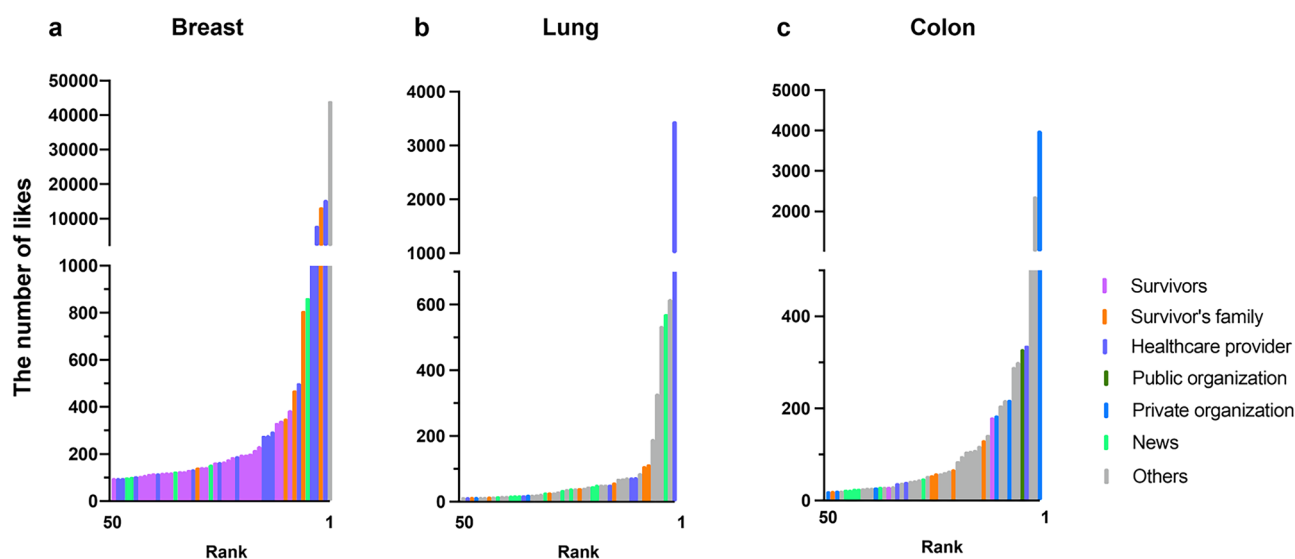 a Breast
b Lung
c Colon
The number of likes
50000
40000
30000
20000
10000
1000
800
600
400
200
0
50 1
Rank
4000
3000
2000
1000
600
400
200
0
50 1
Rank
5000
4000
3000
2000
400
200
0
50 1
Rank
Survivors
Survivor's family
Healthcare provider
Public organization
Private organization
News
Others